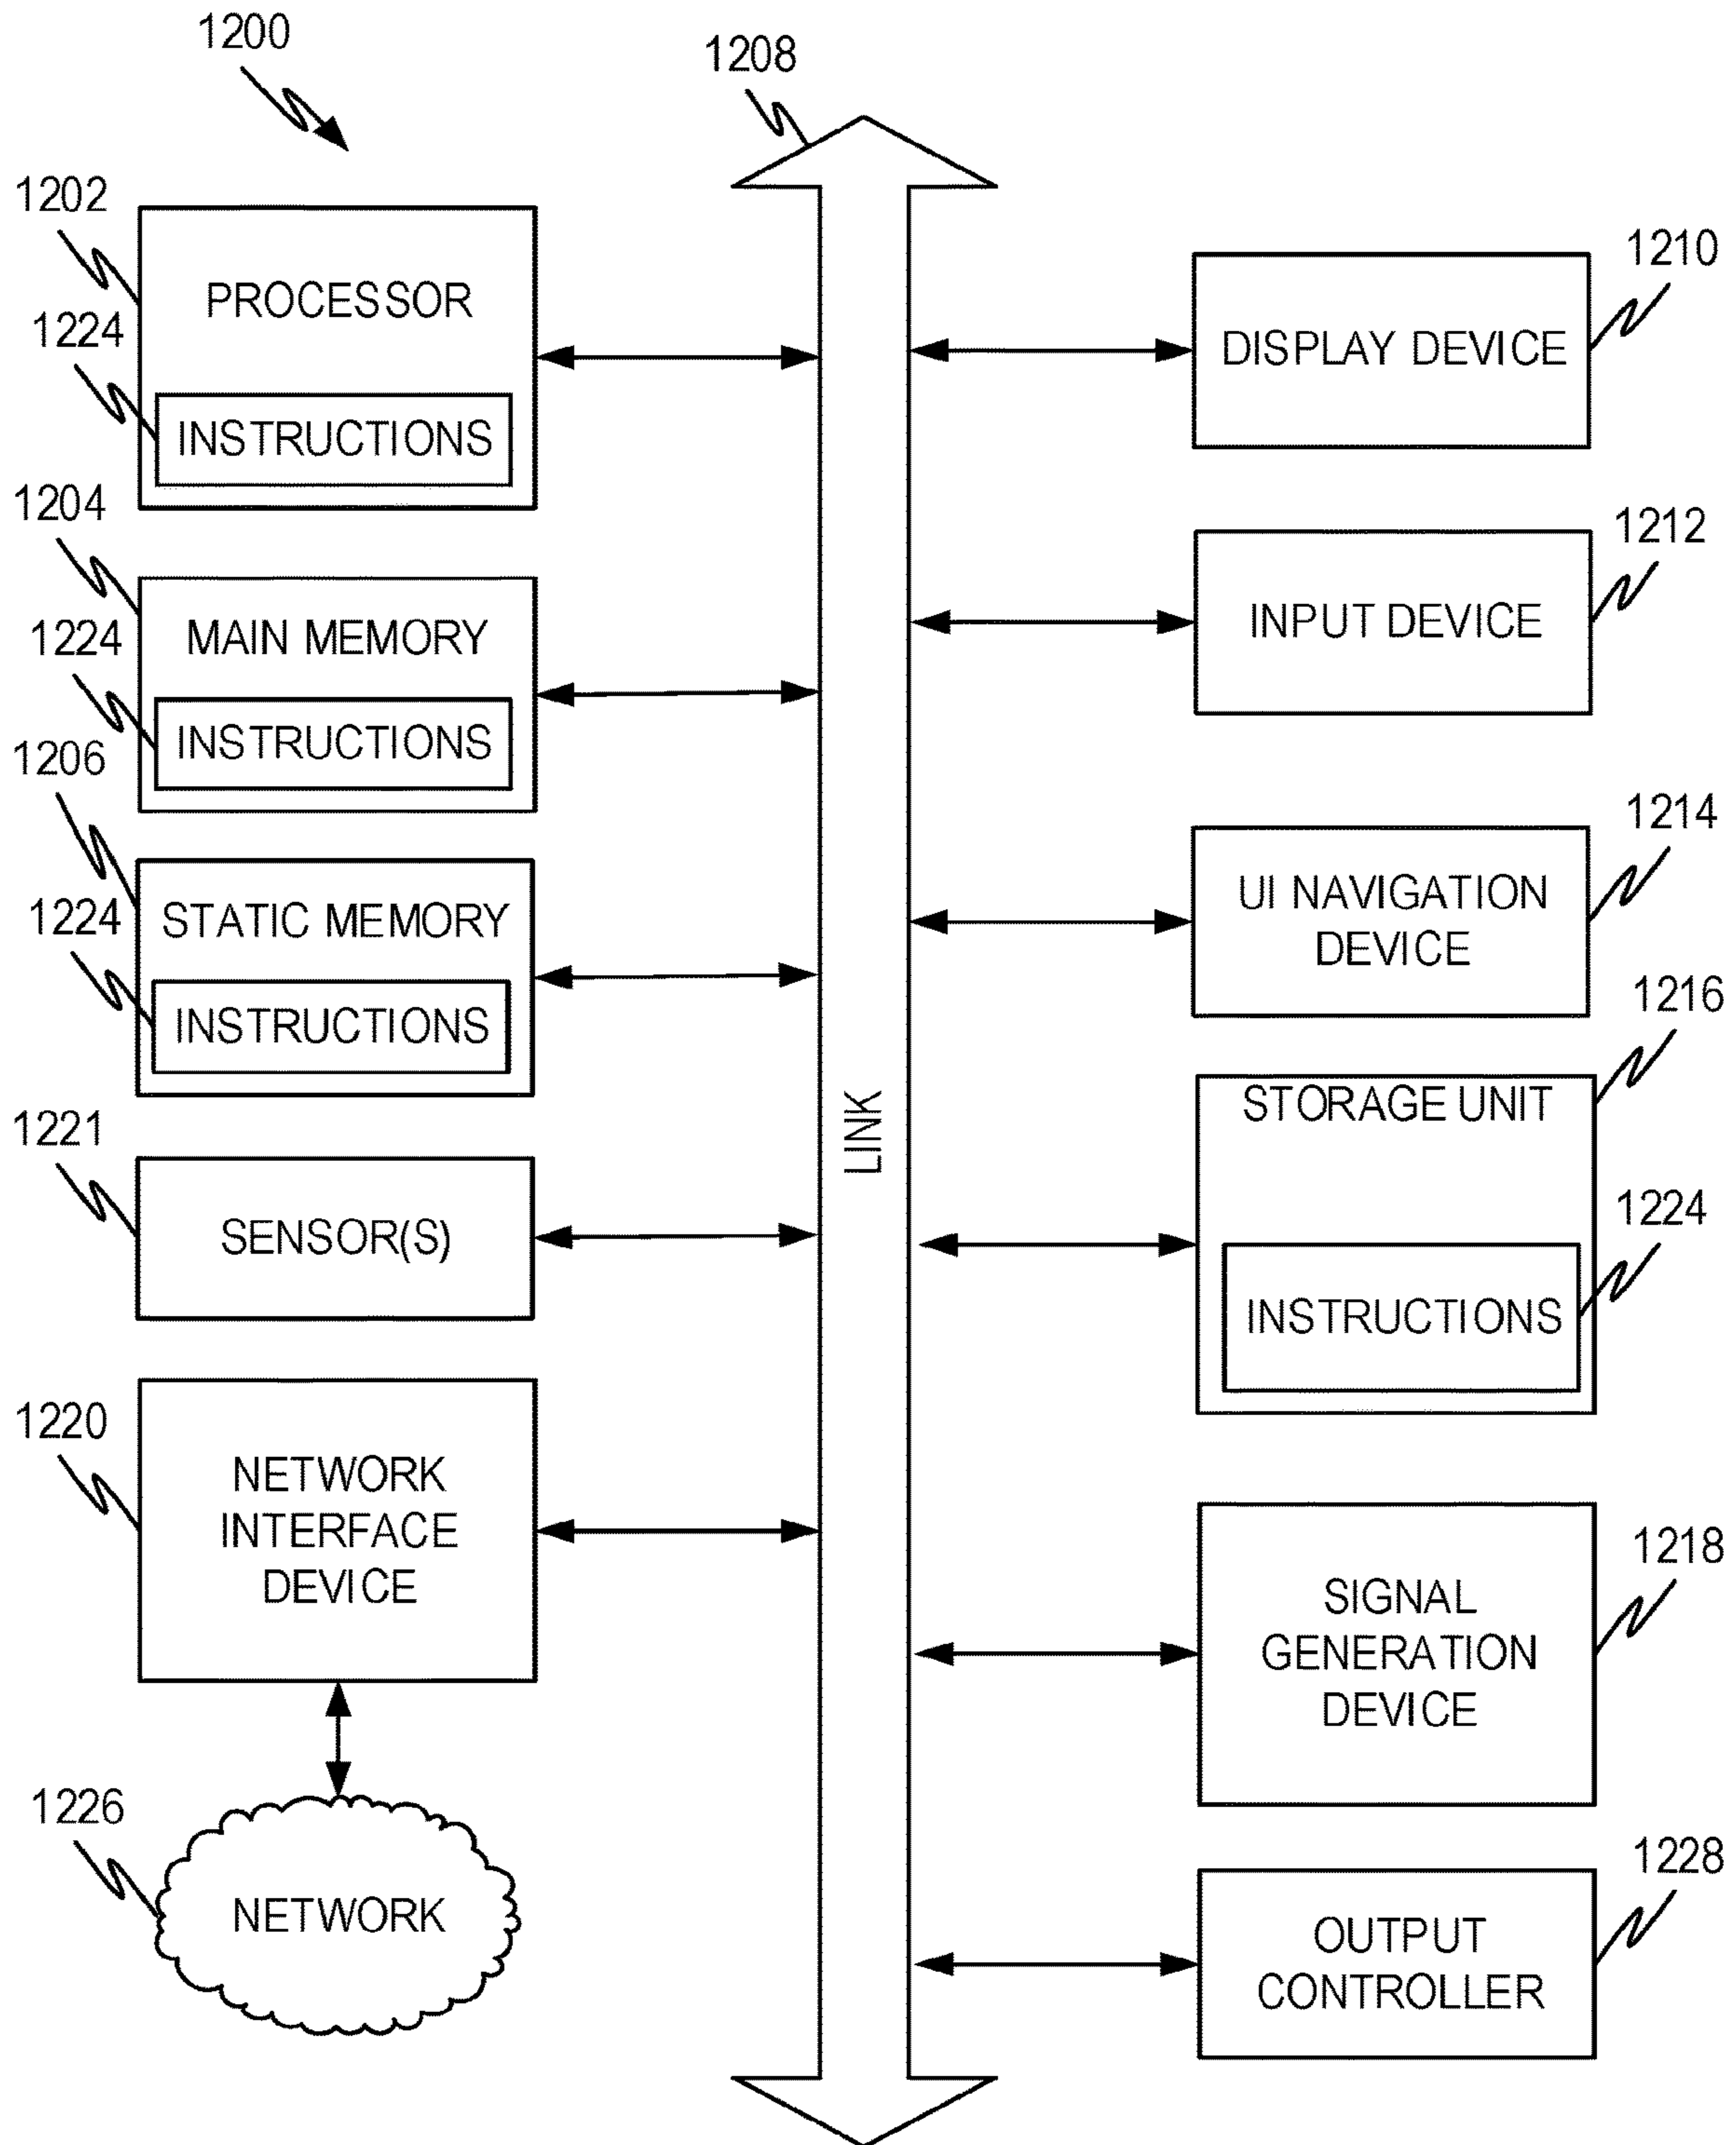 1200
1208
1202
PROCESSOR
1224
INSTRUCTIONS
1204
MAIN MEMORY
1224
INSTRUCTIONS
1206
STATIC MEMORY
1224
INSTRUCTIONS
1221
SENSOR(S)
1220
NETWORK
INTERFACE
DEVICE
1226
NETWORK
LINK
1210
DISPLAY DEVICE
1212
INPUT DEVICE
1214
UI NAVIGATION
DEVICE
1216
STORAGE UNIT
1224
INSTRUCTIONS
1218
SIGNAL
GENERATION
DEVICE
1228
OUTPUT
CONTROLLER